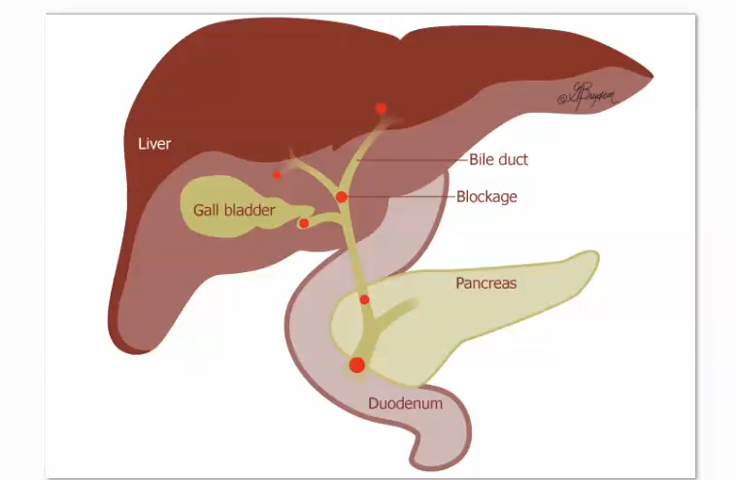 Liver
Bile duct
Blockage
Gall bladder
Pancreas
Duodenum